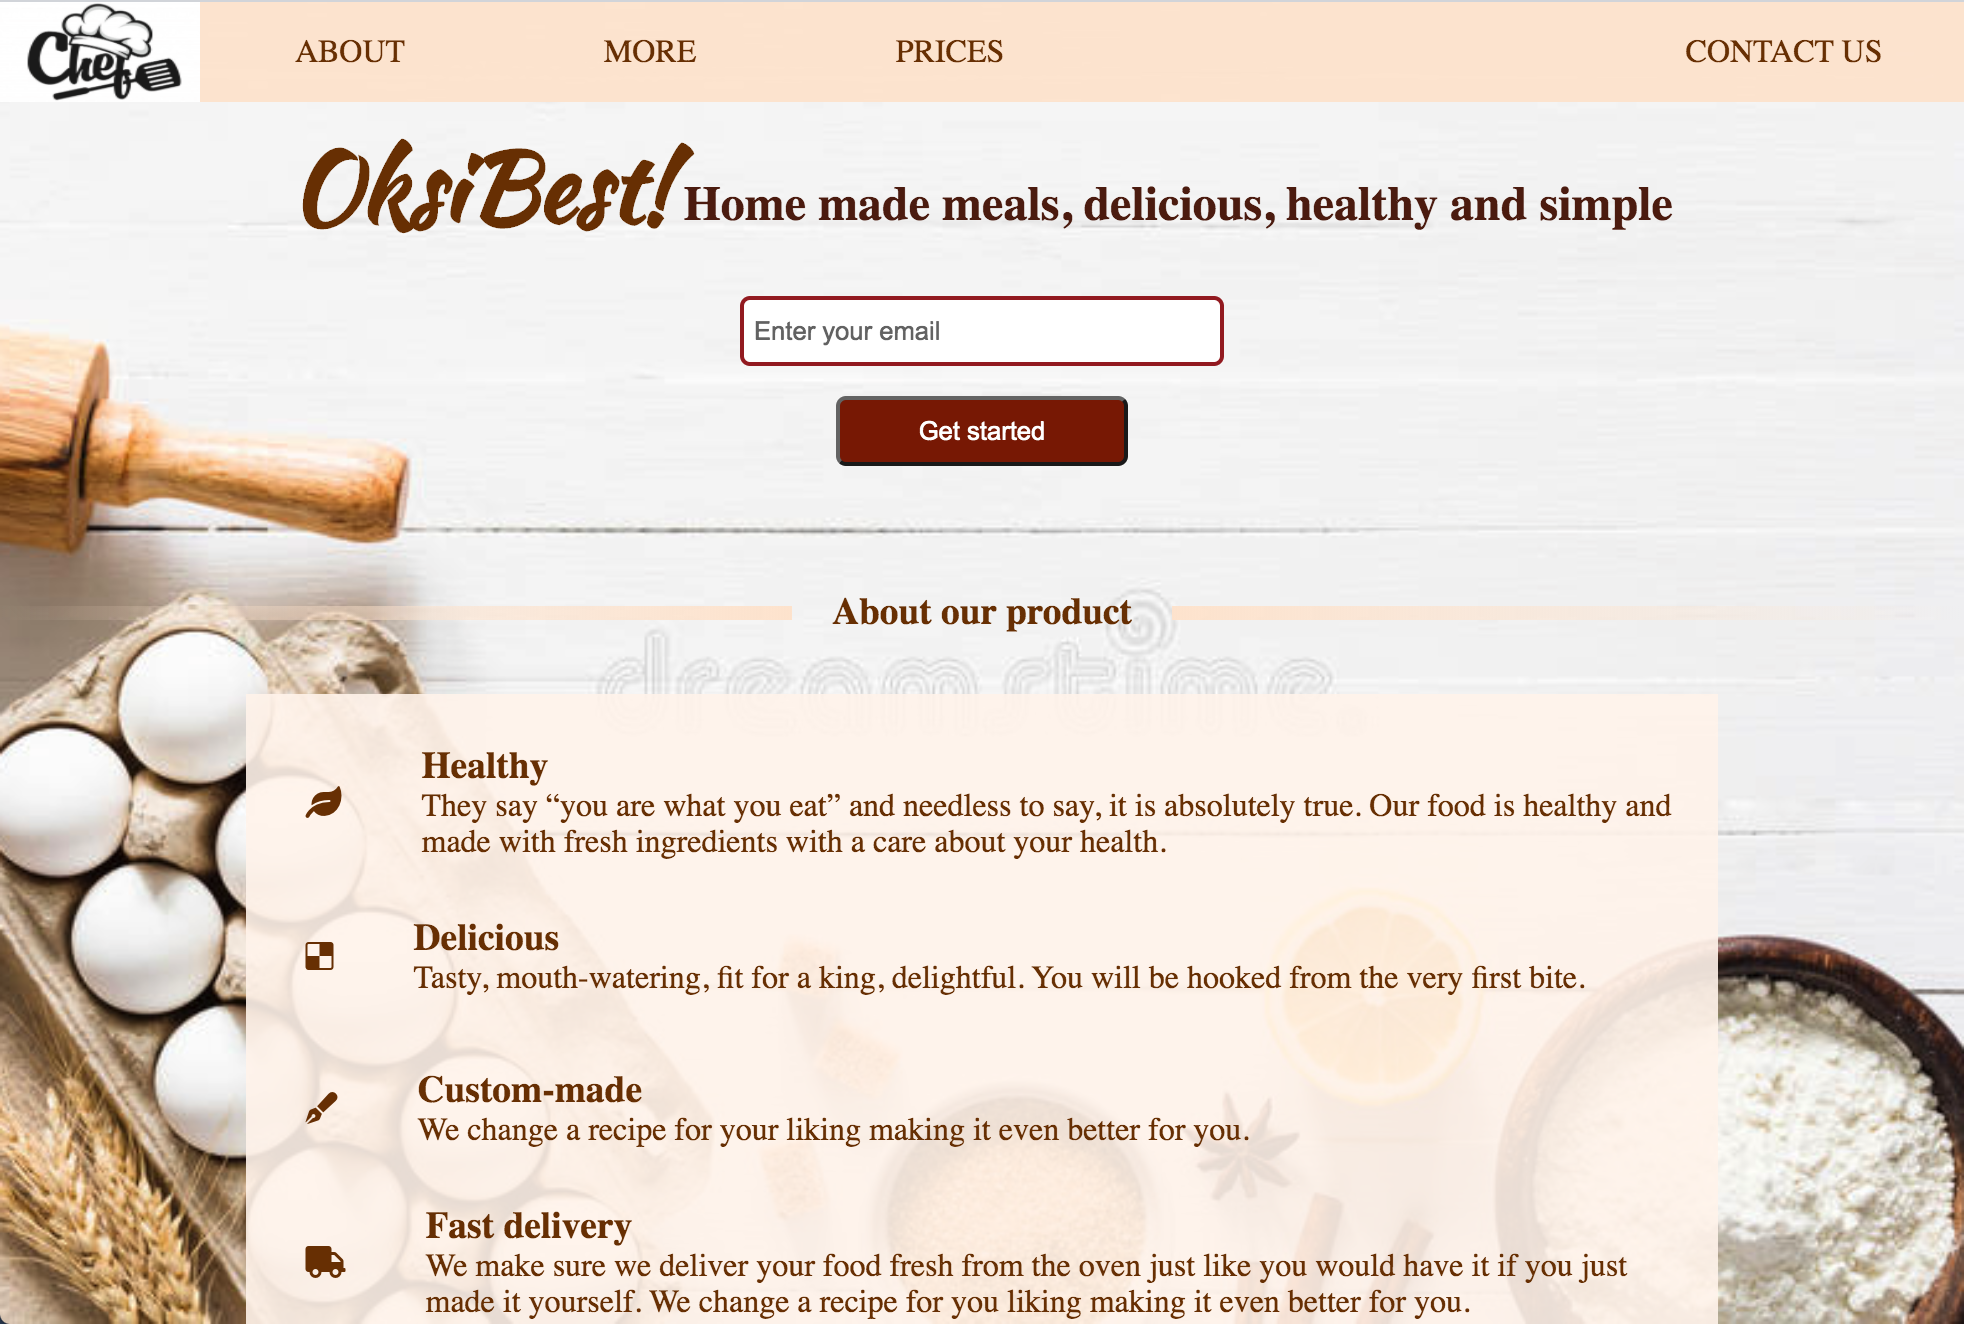 Chef
ABOUT MORE PRICES CONTACT US
OksiBest! Home made meals, delicious, healthy and simple
Enter your email
Get started
About our product
dreamstime.
Healthy
They say “you are what you eat” and needless to say, it is absolutely true. Our food is healthy and
made with fresh ingredients with a care about your health.
Delicious
Tasty, mouth-watering, fit for a king, delightful. You will be hooked from the very first bite.
Custom-made
We change a recipe for your liking making it even better for you.
Fast delivery
We make sure we deliver your food fresh from the oven just like you would have it if you just
made it yourself. We change a recipe for you liking making it even better for you.